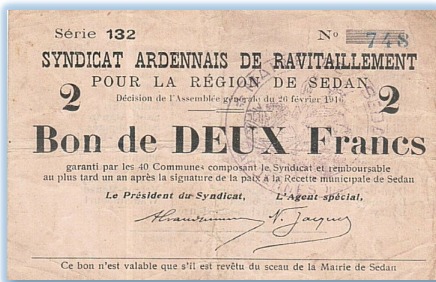 Série 132 No 748
SYNDICAT ARDENNAIS DE RAVITAILLEMENT
POUR LA RÉGION DE SEDAN
2 Décision de l'Assemblée générale du 26 février 1916 2
Bon de DEUX Francs
garanti par les 40 Communes composant le Syndicat et remboursable
au plus tard un an après la signature de la paix à la Recette municipale de Sedan
Le Président du Syndicat, L'Agent spécial,
N. Jacques
Ce bon n'est valable que s'il est revêtu du sceau de la Mairie de Sedan